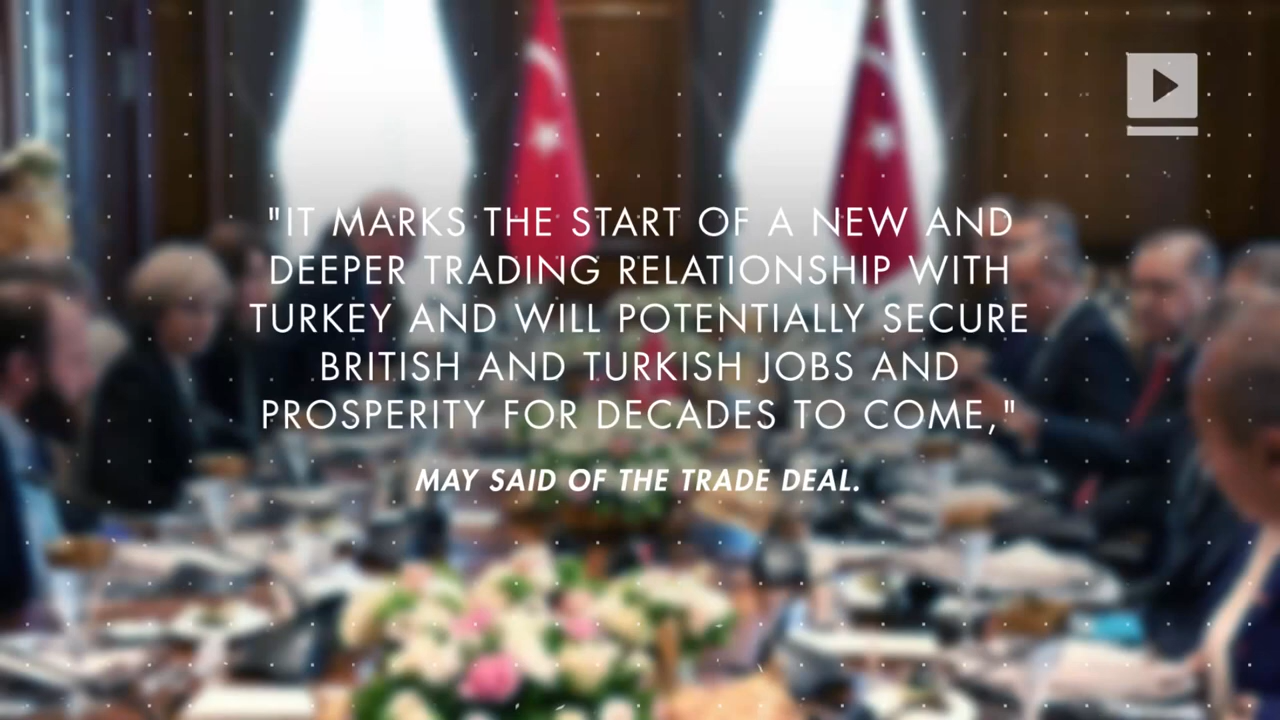 "IT MARKS THE START OF A NEW AND
DEEPER TRADING RELATIONSHIP WITH
TURKEY AND WILL POTENTIALLY SECURE
BRITISH AND TURKISH JOBS AND
PROSPERITY FOR DECADES TO COME,"
MAY SAID OF THE TRADE DEAL.